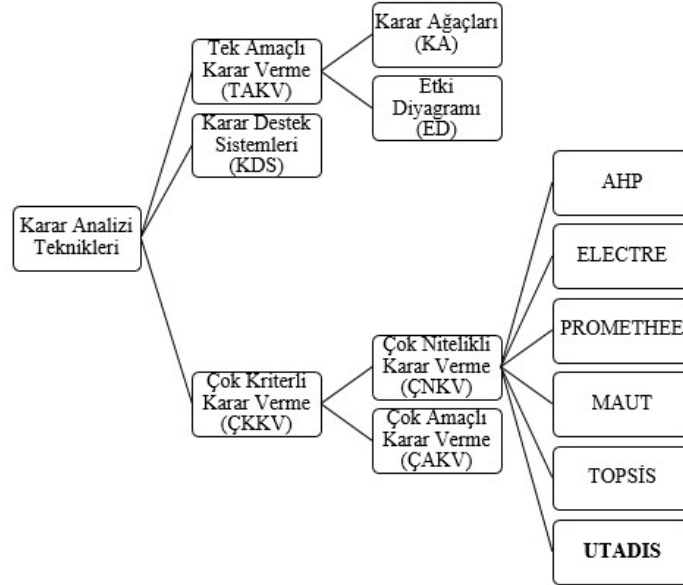 Karar Analizi
Teknikleri
Tek Amaçlı
Karar Verme
(TAKV)
Karar Ağaçları
(KA)
Etki
Diyagramı
(ED)
Karar Destek
Sistemleri
(KDS)
Çok Kriterli
Karar Verme
(ÇKKV)
Çok Nitelikli
Karar Verme
(ÇNKV)
AHP
ELECTRE
PROMETHEE
MAUT
TOPSİS
UTADIS
Çok Amaçlı
Karar Verme
(ÇAKV)